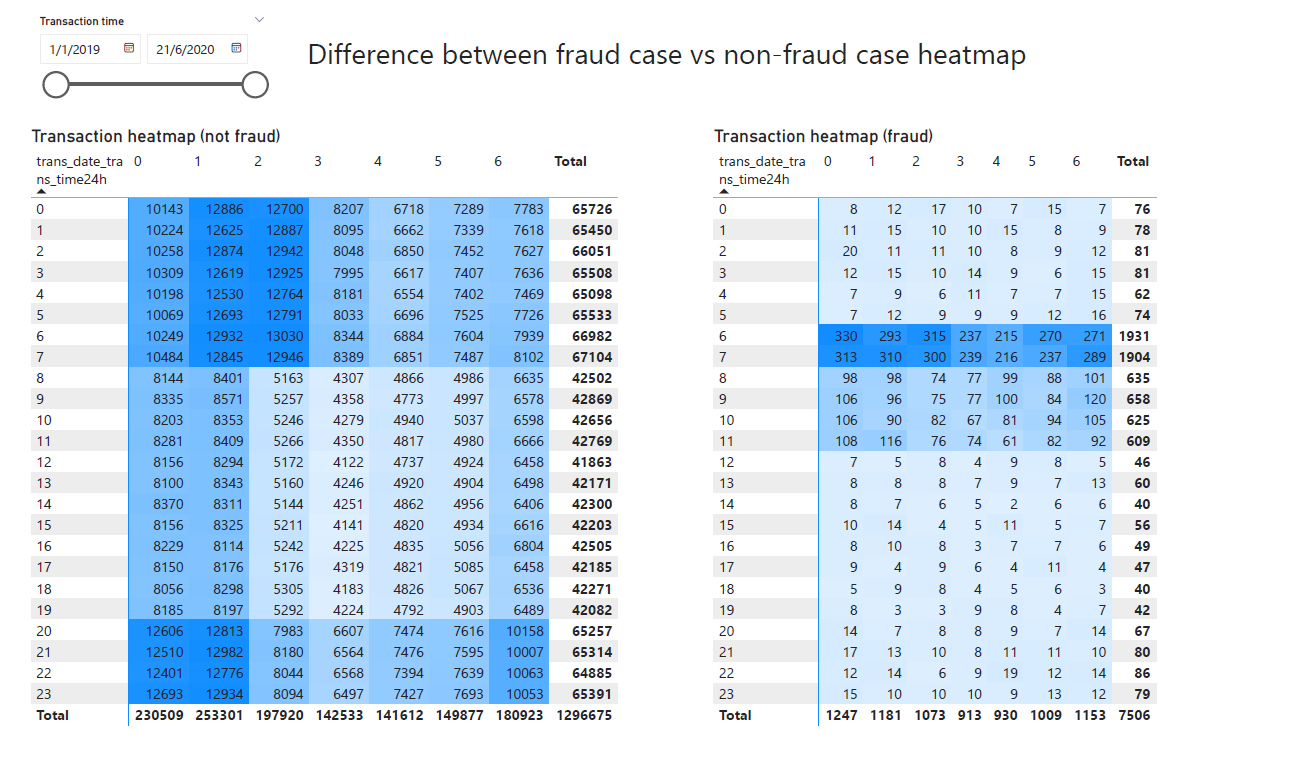 Transaction time
1/1/2019 21/6/2020
Difference between fraud case vs non-fraud case heatmap
Transaction heatmap (not fraud)
trans_date_tra 0 1 2 3 4 5 6 Total
ns_time24h
0 10143 12886 12700 8207 6718 7289 7783 65726
1 10224 12625 12887 8095 6662 7339 7618 65450
2 10258 12874 12942 8048 6850 7452 7627 66051
3 10309 12619 12925 7995 6617 7407 7636 65508
4 10198 12530 12764 8181 6554 7402 7469 65098
5 10069 12693 12791 8033 6696 7525 7726 65533
6 10249 12932 13030 8344 6884 7604 7939 66982
7 10484 12845 12946 8389 6851 7487 8102 67104
8 8144 8401 5163 4307 4866 4986 6635 42502
9 8335 8571 5257 4358 4773 4997 6578 42869
10 8203 8353 5246 4279 4940 5037 6598 42656
11 8281 8409 5266 4350 4817 4980 6666 42769
12 8156 8294 5172 4122 4737 4924 6458 41863
13 8100 8343 5160 4246 4920 4904 6498 42171
14 8370 8311 5144 4251 4862 4956 6406 42300
15 8156 8325 5211 4141 4820 4934 6616 42203
16 8229 8114 5242 4225 4835 5056 6804 42505
17 8150 8176 5176 4319 4821 5085 6458 42185
18 8056 8298 5305 4183 4826 5067 6536 42271
19 8185 8197 5292 4224 4792 4903 6489 42082
20 12606 12813 7983 6607 7474 7616 10158 65257
21 12510 12982 8180 6564 7476 7595 10007 65314
22 12401 12776 8044 6568 7394 7639 10063 64885
23 12693 12934 8094 6497 7427 7693 10053 65391
Total 230509 253301 197920 142533 141612 149877 180923 1296675
Transaction heatmap (fraud)
trans_date_tra 0 1 2 3 4 5 6 Total
ns_time24h
0 8 12 17 10 7 15 7 76
1 11 15 10 10 15 8 9 78
2 20 11 11 10 8 9 12 81
3 12 15 10 14 9 6 15 81
4 7 9 6 11 7 7 15 62
5 7 12 9 9 9 12 16 74
6 330 293 315 237 215 270 271 1931
7 313 310 300 239 216 237 289 1904
8 98 98 74 77 99 88 101 635
9 106 96 75 77 100 84 120 658
10 106 90 82 67 81 94 105 625
11 108 116 76 74 61 82 92 609
12 7 5 8 4 9 8 5 46
13 8 8 8 7 9 7 13 60
14 8 7 6 5 2 6 6 40
15 10 14 4 5 11 5 7 56
16 8 10 8 3 7 7 6 49
17 9 4 9 6 4 11 4 47
18 5 9 8 4 5 6 3 40
19 8 3 3 9 8 4 7 42
20 14 7 8 8 9 7 14 67
21 17 13 10 8 11 11 10 80
22 12 14 6 9 19 12 14 86
23 15 10 10 10 9 13 12 79
Total 1247 1181 1073 913 930 1009 1153 7506